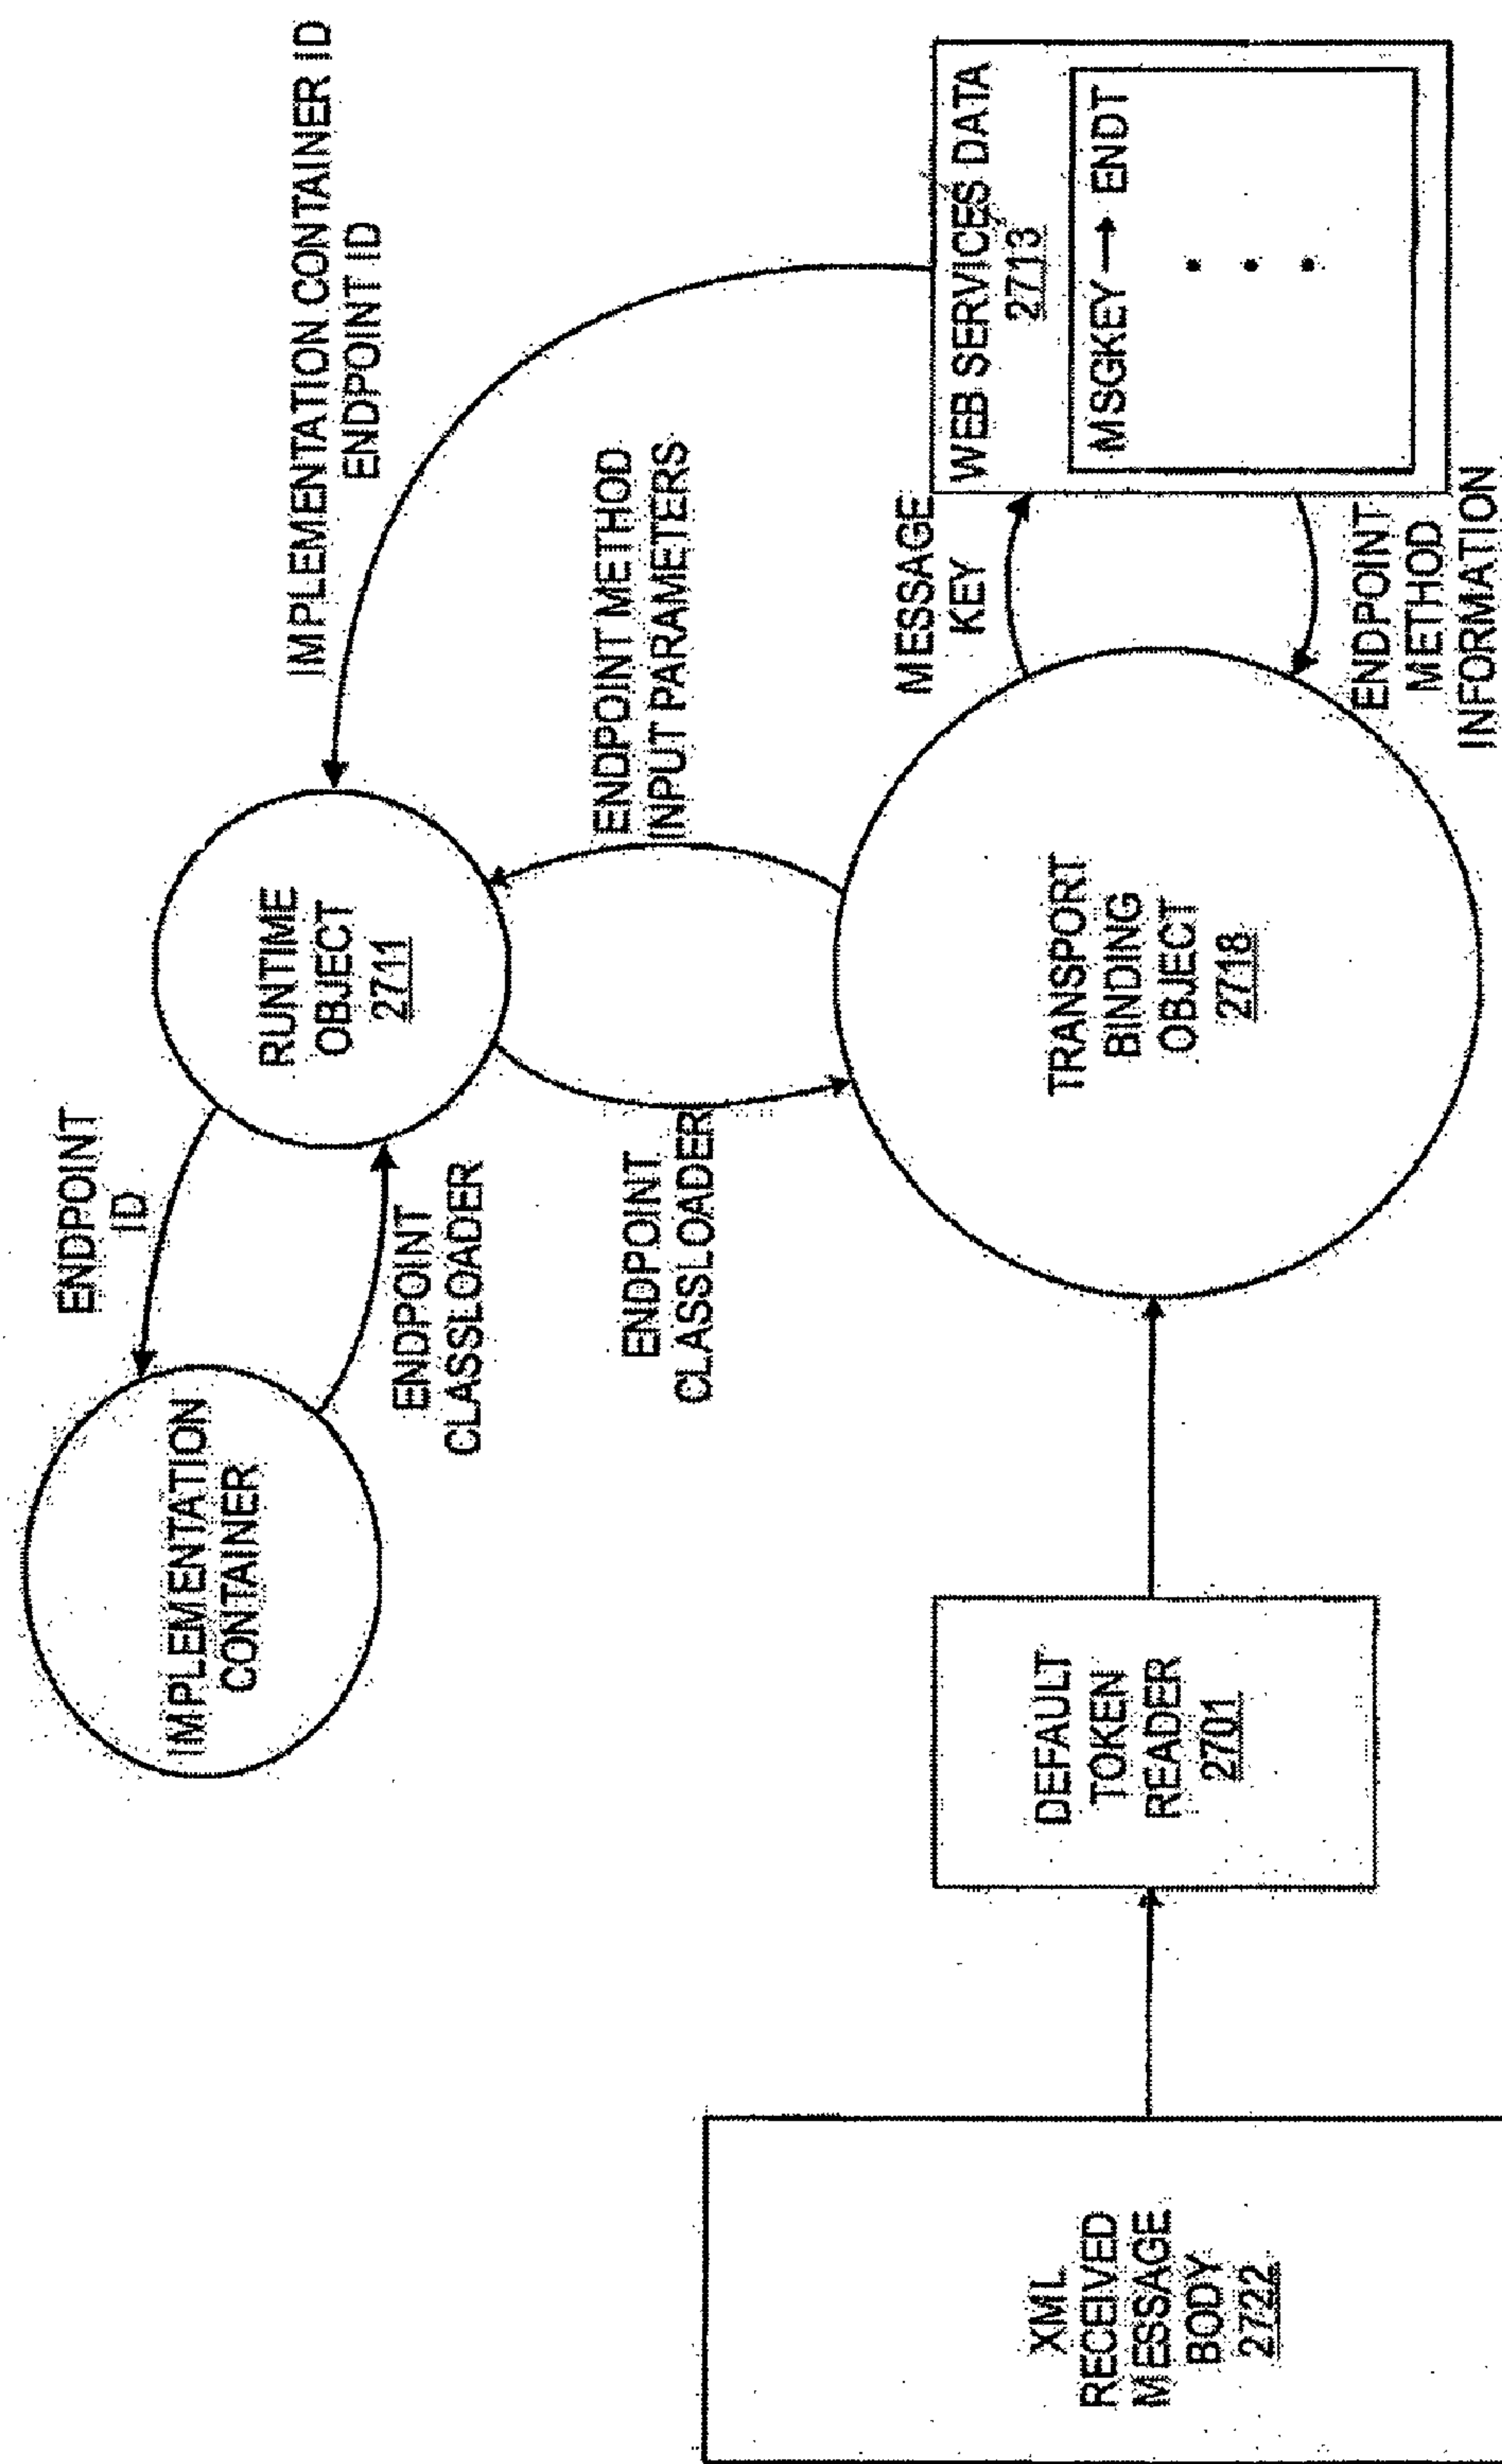 IMPLEMENTATION
CONTAINER
ENDPOINT
ID
ENDPOINT
CLASSLOADER
RUNTIME
OBJECT
2711
IMPLEMENTATION CONTAINER ID
ENDPOINT ID
ENDPOINT
CLASSLOADER
ENDPOINT METHOD
INPUT PARAMETERS
XML
RECEIVED
MESSAGE
BODY
2722
DEFAULT
TOKEN
READER
2701
TRANSPORT
BINDING
OBJECT
2718
MESSAGE
KEY
ENDPOINT
METHOD
INFORMATION
WEB SERVICES DATA
2713
MSGKEY → ENDT